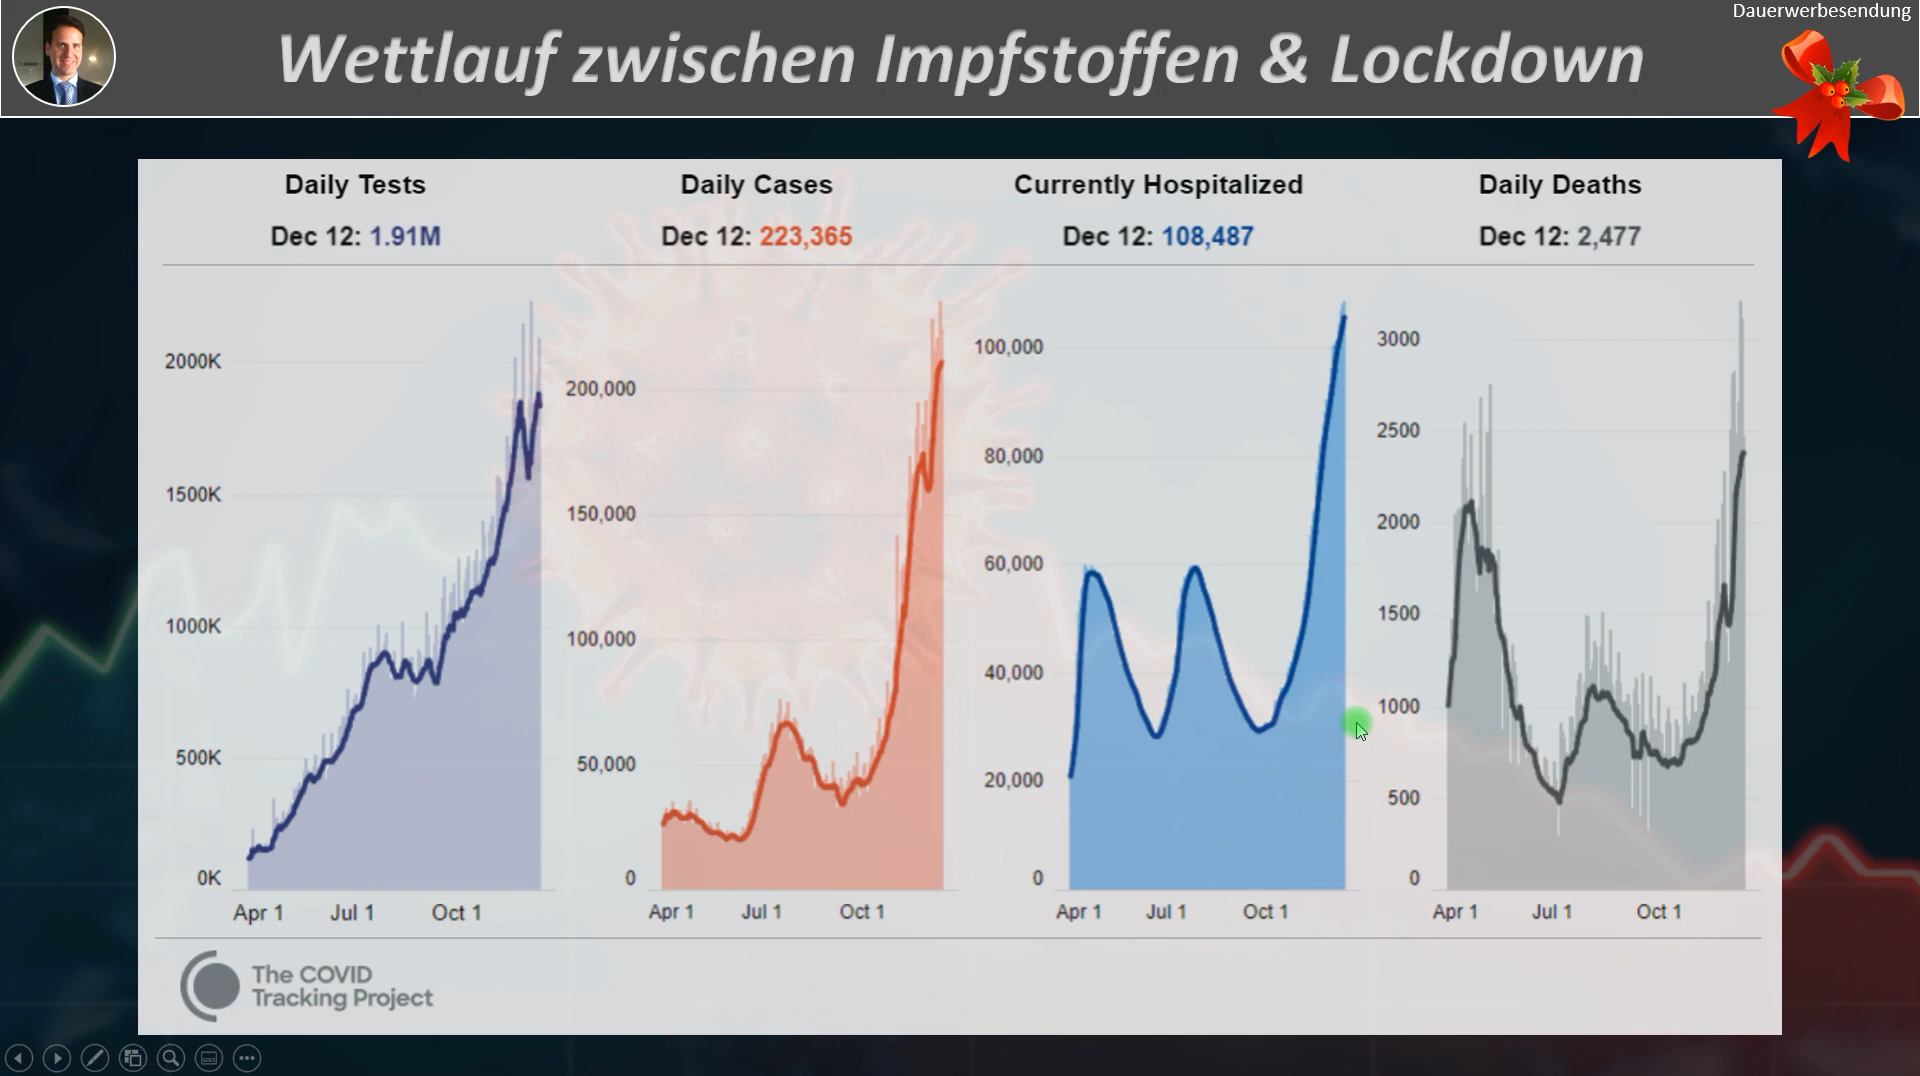 Dauerwerbesendung
Wettlauf zwischen Impfstoffen & Lockdown
Daily Tests
Dec 12: 1.91M
2000K
1500K
1000K
500K
0K
Apr 1 Jul 1 Oct 1
Daily Cases
Dec 12: 223,365
200,000
150,000
100,000
50,000
0
Apr 1 Jul 1 Oct 1
Currently Hospitalized
Dec 12: 108,487
100,000
80,000
60,000
40,000
20,000
0
Apr 1 Jul 1 Oct 1
Daily Deaths
Dec 12: 2,477
3000
2500
2000
1500
1000
500
0
Apr 1 Jul 1 Oct 1
The COVID
Tracking Project